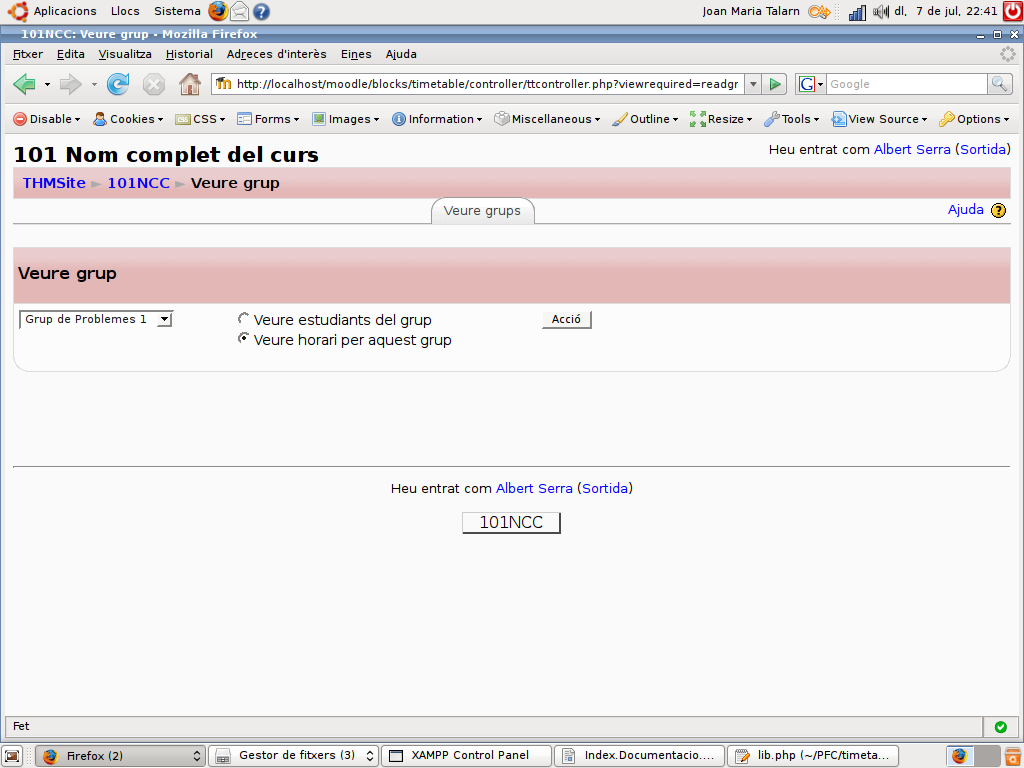 Aplicacions Llocs Sistema Joan Maria Talarn dl, 7 de jul, 22:41
101NCC: Veure grup - Mozilla Firefox
Fitxer Edita Visualitza Historial Adreces d'interès Eines Ajuda
http://localhost/moodle/blocks/timetable/controller/ttcontroller.php?viewrequired=readgr Google
Disable Cookies CSS Forms Images Information Miscellaneous Outline Resize Tools View Source Options
101 Nom complet del curs
Heu entrat com Albert Serra (Sortida)
THMSite ► 101NCC ► Veure grup
Veure grups
Ajuda
Veure grup
Grup de Problemes 1 Veure estudiants del grup Acció
Veure horari per aquest grup
Heu entrat com Albert Serra (Sortida)
101NCC
Fet
Firefox (2) Gestor de fitxers (3) XAMPP Control Panel Index.Documentacio.... lib.php (~/PFC/timeta...